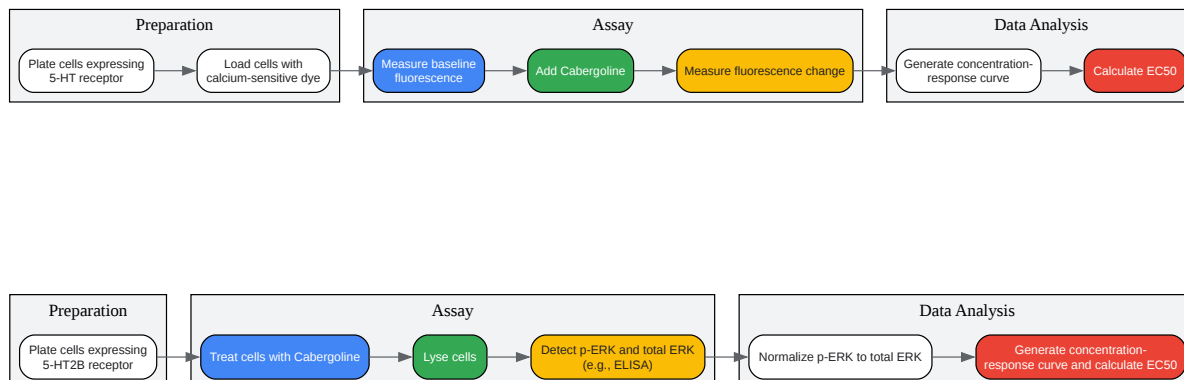 Preparation
Assay
Data Analysis
Plate cells expressing
5-HT receptor
Load cells with
calcium-sensitive dye
Measure baseline
fluorescence
Add Cabergoline
Measure fluorescence change
Generate concentration-
response curve
Calculate EC50
Preparation
Assay
Data Analysis
Plate cells expressing
5-HT2B receptor
Treat cells with Cabergoline
Lyse cells
Detect p-ERK and total ERK
(e.g., ELISA)
Normalize p-ERK to total ERK
Generate concentration-
response curve and calculate EC50